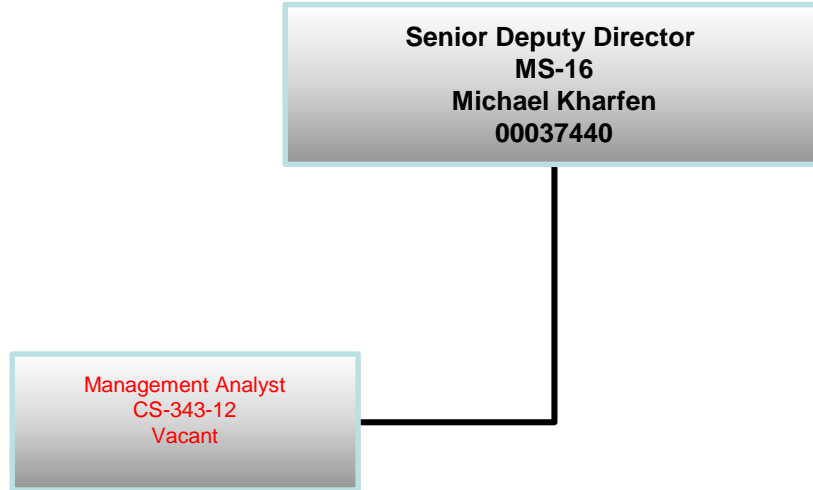 Senior Deputy Director
MS-16
Michael Kharfen
00037440
Management Analyst
CS-343-12
Vacant